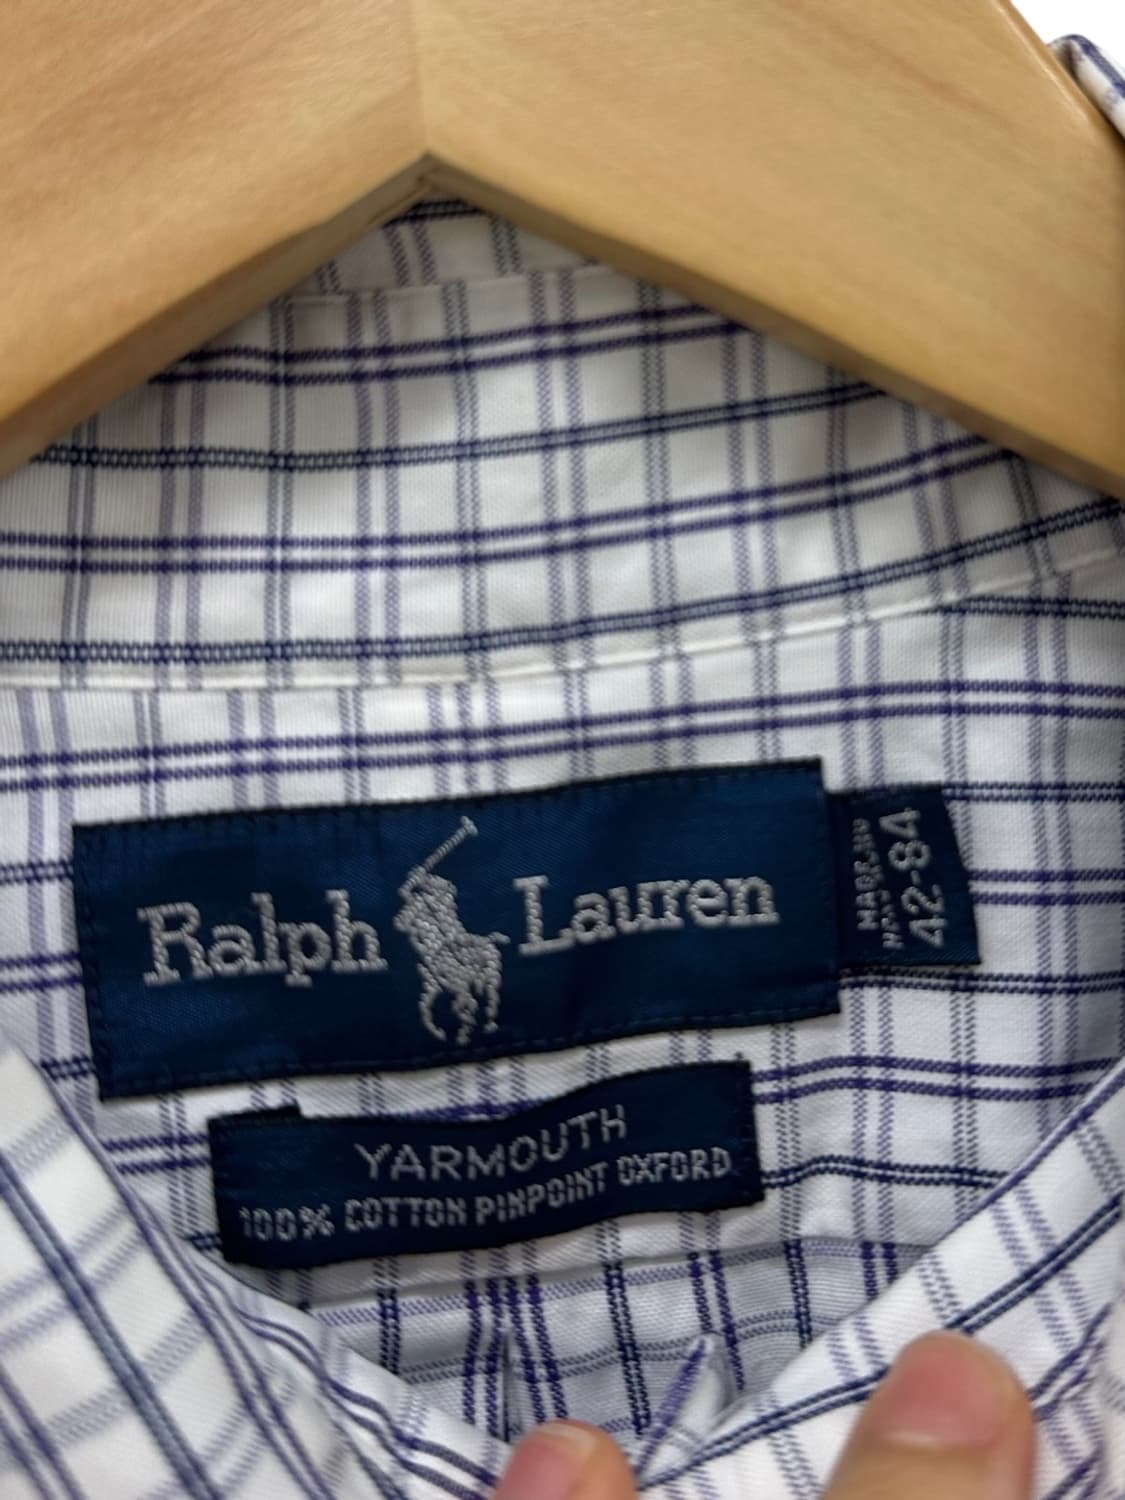 Ralph Lauren
42-84
YARMOUTH
100% COTTON PINPOINT OXFORD